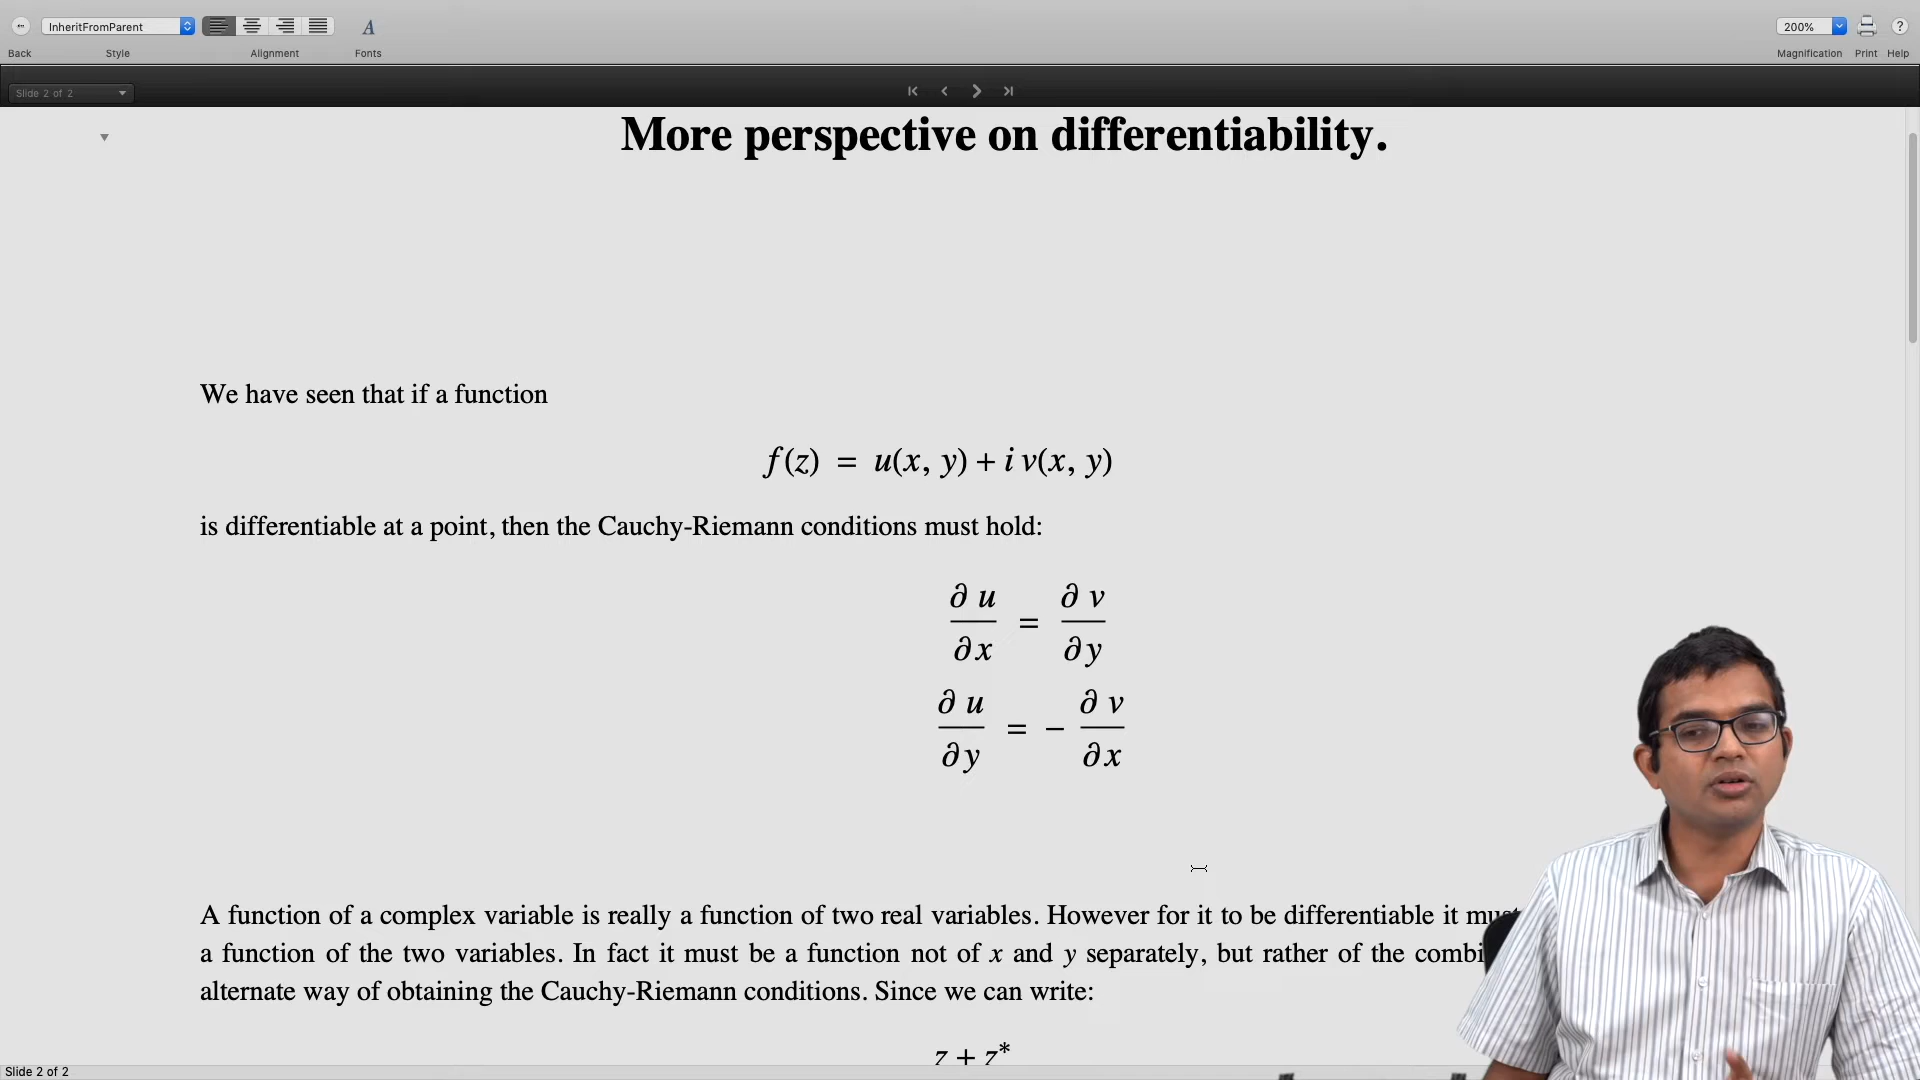 InheritFromParent
200%
Back Style Alignment Fonts Magnification Print Help
Slide 2 of 2
More perspective on differentiability.
We have seen that if a function
f(z) = u(x, y) + i v(x, y)
is differentiable at a point, then the Cauchy-Riemann conditions must hold:
∂ u / ∂x = ∂ v / ∂y
∂ u / ∂y = − ∂ v / ∂x
A function of a complex variable is really a function of two real variables. However for it to be differentiable it must
a function of the two variables. In fact it must be a function not of x and y separately, but rather of the
alternate way of obtaining the Cauchy-Riemann conditions. Since we can write:
z + z*
Slide 2 of 2